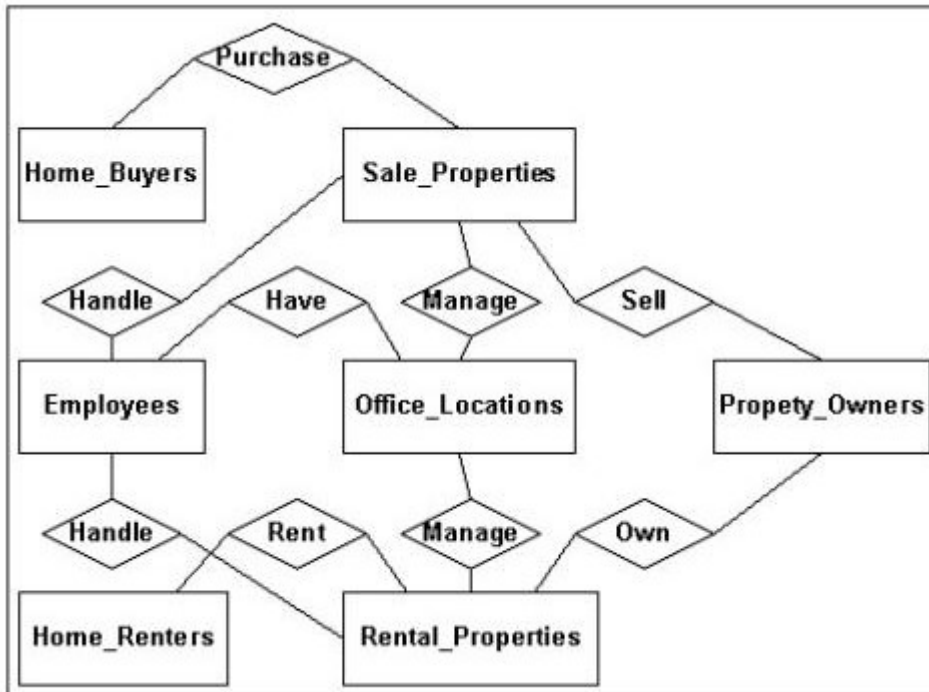 Purchase
Home_Buyers
Sale_Properties
Handle
Have
Manage
Sell
Employees
Office_Locations
Propety_Owners
Handle
Rent
Manage
Own
Home_Renters
Rental_Properties